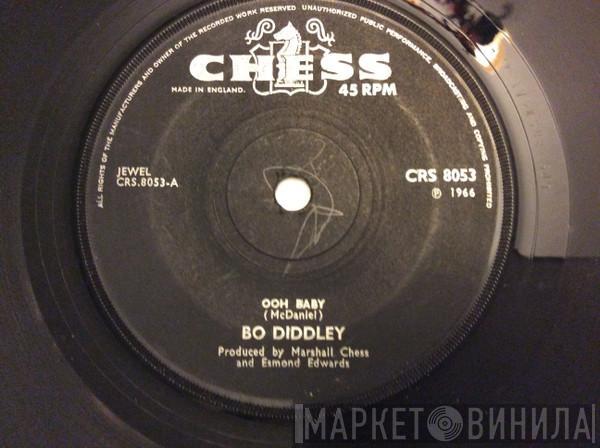 ALL RIGHTS OF THE MANUFACTURERS AND OWNER OF THE RECORDED WORK RESERVED UNAUTHORIZED PUBLIC PERFORMANCE, BROADCASTING AND COPYING PROHIBITED
CHESS
MADE IN ENGLAND.
45 RPM
JEWEL
CRS.8053-A
CRS 8053
℗ 1966
OOH BABY
(McDaniel)
BO DIDDLEY
Produced by Marshall Chess
and Esmond Edwards
МАРКЕТ ВИНИЛА